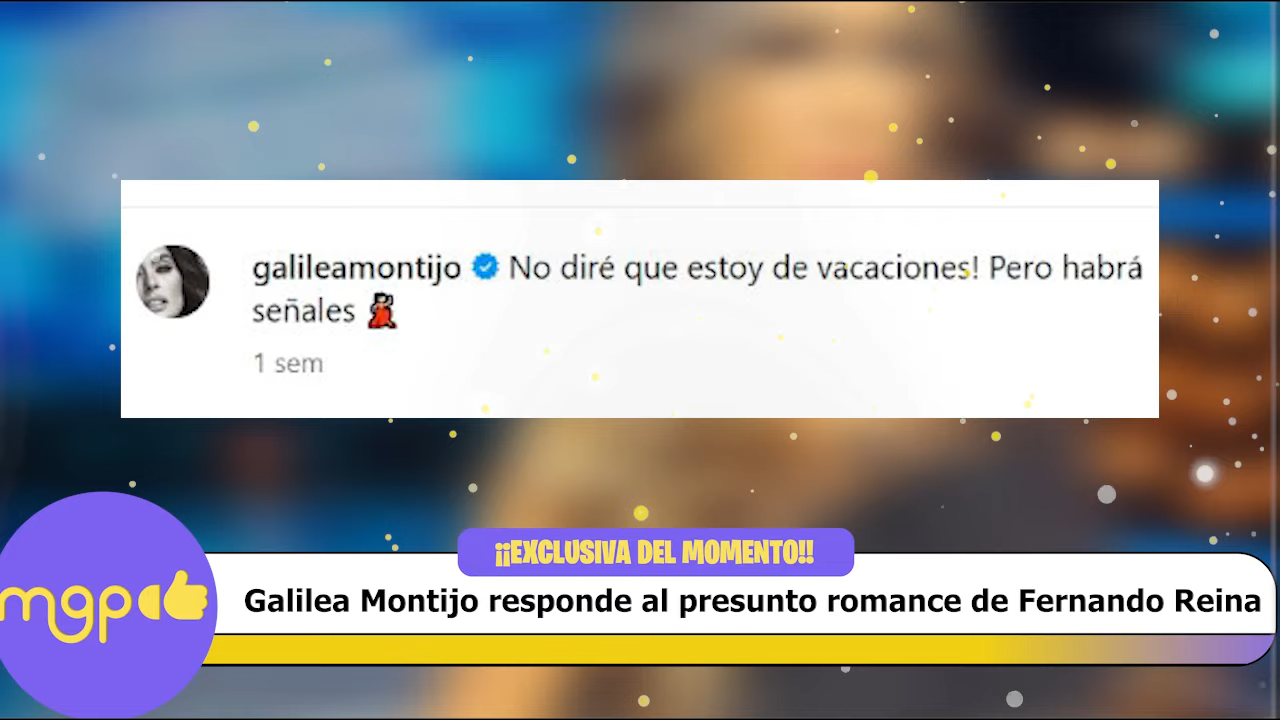 galileamontijo No diré que estoy de vacaciones! Pero habrá
señales
1 sem
¡¡EXCLUSIVA DEL MOMENTO!!
mgp
Galilea Montijo responde al presunto romance de Fernando Reina